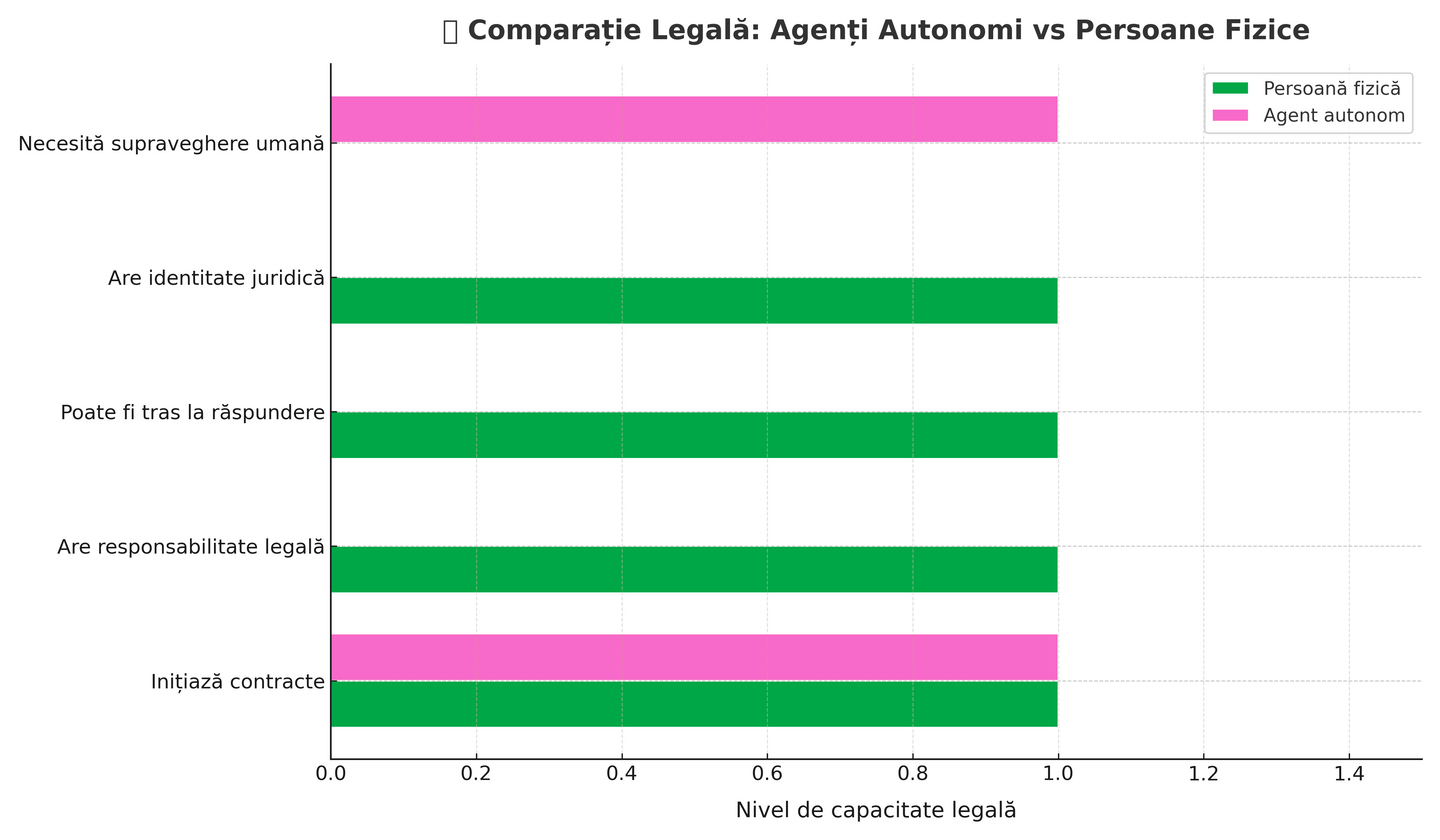 Comparație Legală: Agenți Autonomi vs Persoane Fizice
Persoană fizică
Agent autonom
Necesită supraveghere umană
Are identitate juridică
Poate fi tras la răspundere
Are responsabilitate legală
Inițiază contracte
0.0 0.2 0.4 0.6 0.8 1.0 1.2 1.4
Nivel de capacitate legală